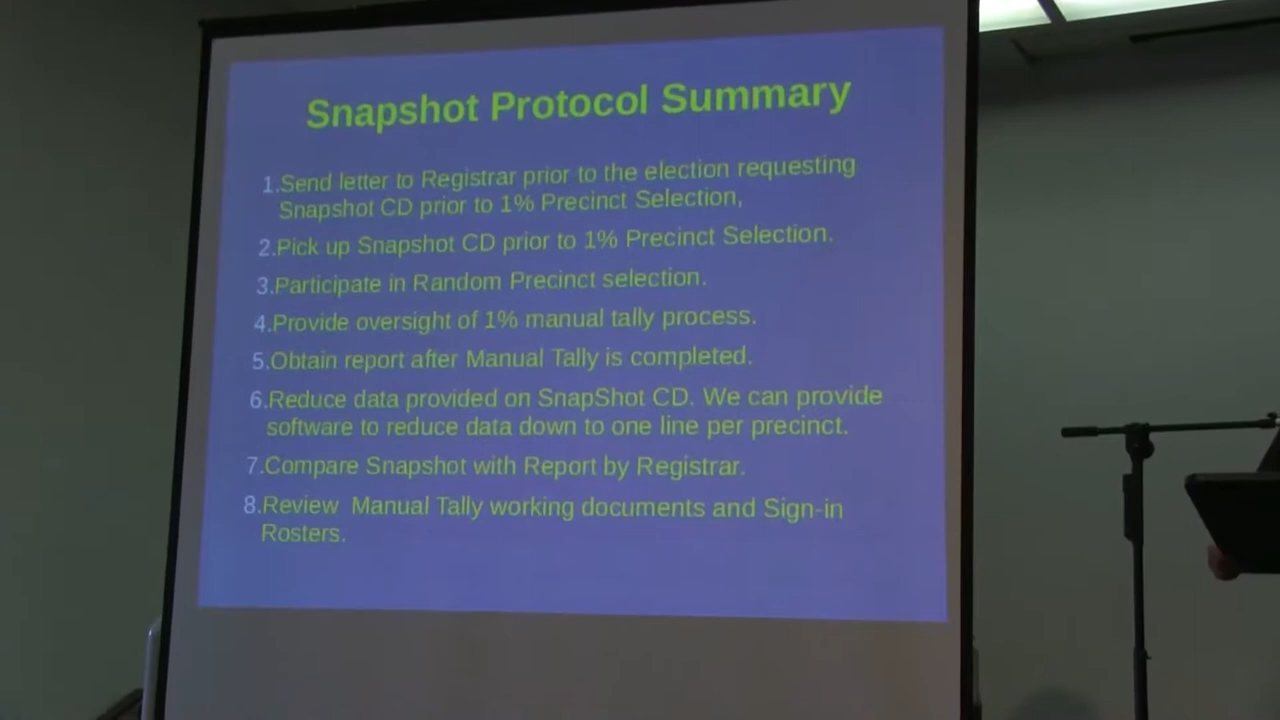 Snapshot Protocol Summary
1.Send letter to Registrar prior to the election requesting
Snapshot CD prior to 1% Precinct Selection,
2.Pick up Snapshot CD prior to 1% Precinct Selection.
3.Participate in Random Precinct selection.
4.Provide oversight of 1% manual tally process.
5.Obtain report after Manual Tally is completed.
6.Reduce data provided on SnapShot CD. We can provide
software to reduce data down to one line per precinct.
7.Compare Snapshot with Report by Registrar.
8.Review  Manual Tally working documents and Sign-in
Rosters.